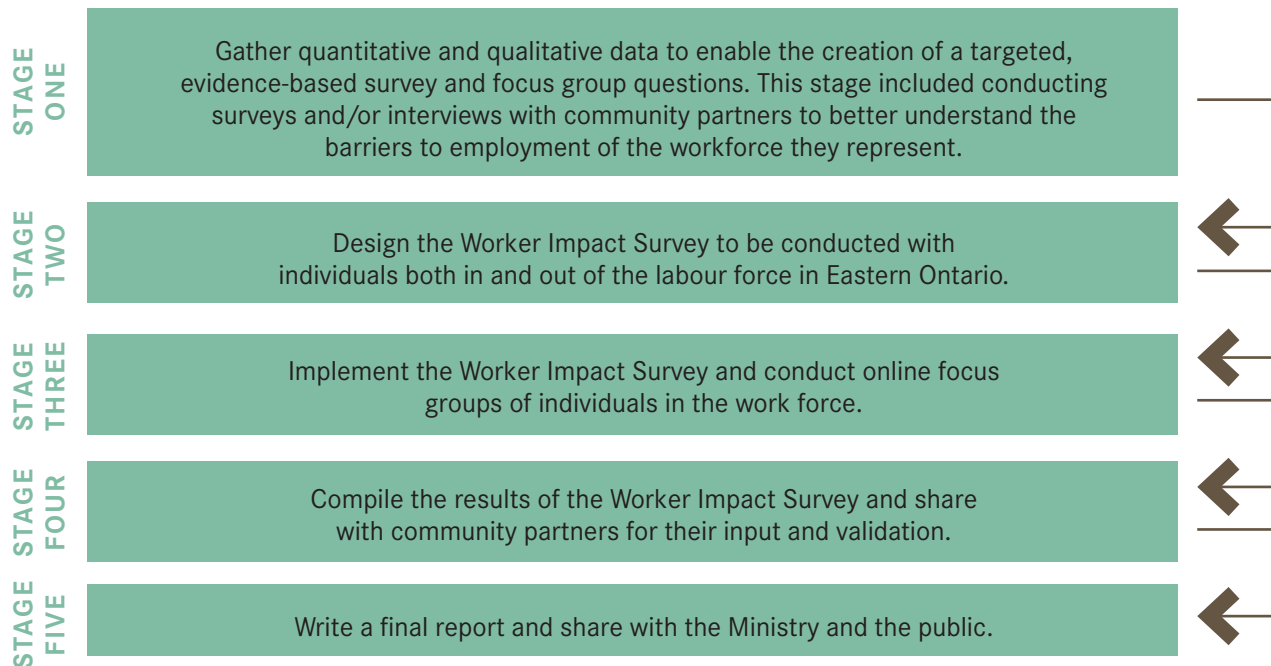 STAGE
ONE
Gather quantitative and qualitative data to enable the creation of a targeted,
evidence-based survey and focus group questions. This stage included conducting
surveys and/or interviews with community partners to better understand the
barriers to employment of the workforce they represent.
STAGE
TWO
Design the Worker Impact Survey to be conducted with
individuals both in and out of the labour force in Eastern Ontario.
STAGE
THREE
Implement the Worker Impact Survey and conduct online focus
groups of individuals in the work force.
STAGE
FOUR
Compile the results of the Worker Impact Survey and share
with community partners for their input and validation.
STAGE
FIVE
Write a final report and share with the Ministry and the public.